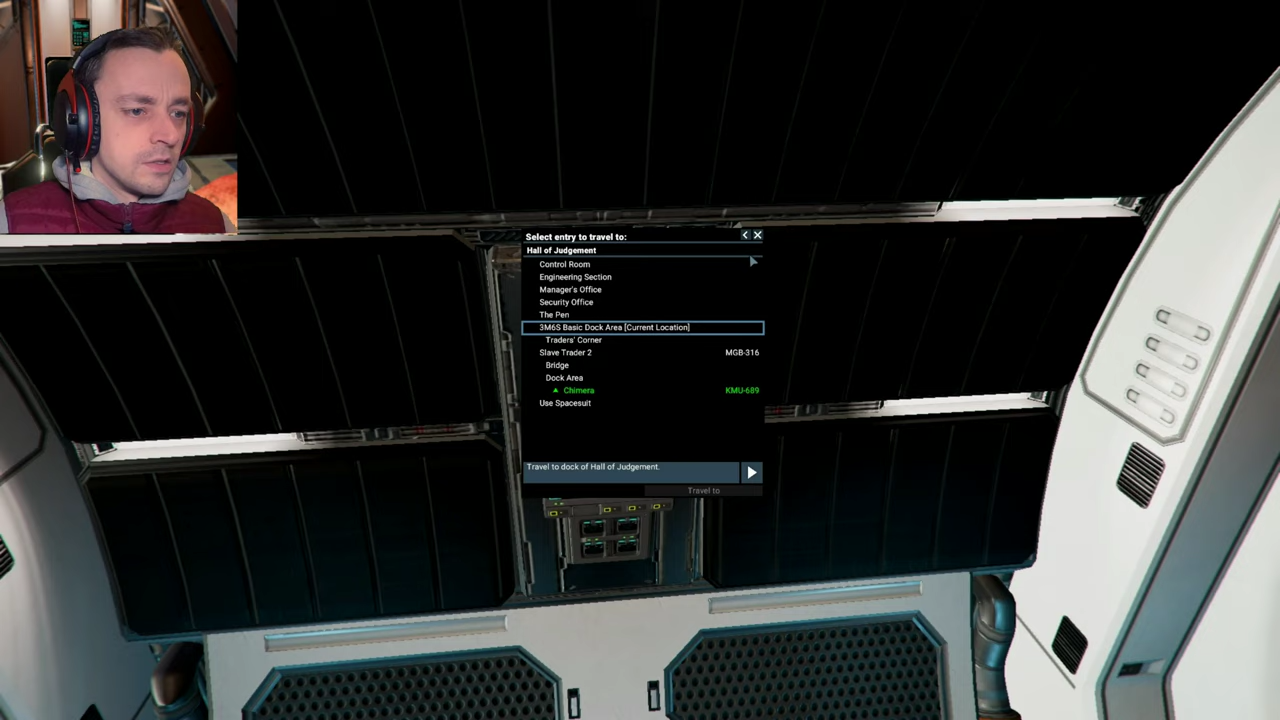 Select entry to travel to:
Hall of Judgement
Control Room
Engineering Section
Manager's Office
Security Office
The Pen
3M6S Basic Dock Area [Current Location]
Traders' Corner
Slave Trader 2 MGB-316
Bridge
Dock Area
Chimera KMU-689
Use Spacesuit
Travel to dock of Hall of Judgement.
Travel to